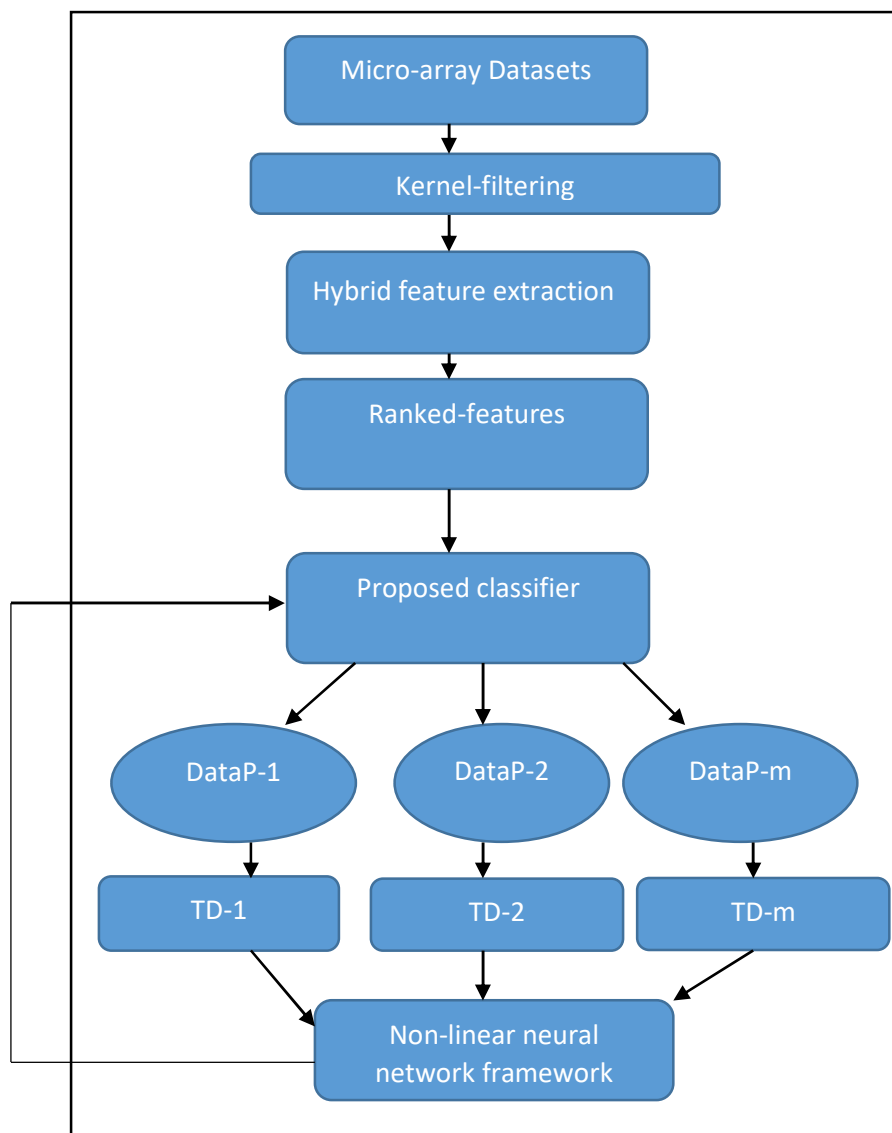 Micro-array Datasets
Kernel-filtering
Hybrid feature extraction
Ranked-features
Proposed classifier
DataP-1
DataP-2
DataP-m
TD-1
TD-2
TD-m
Non-linear neural
network framework